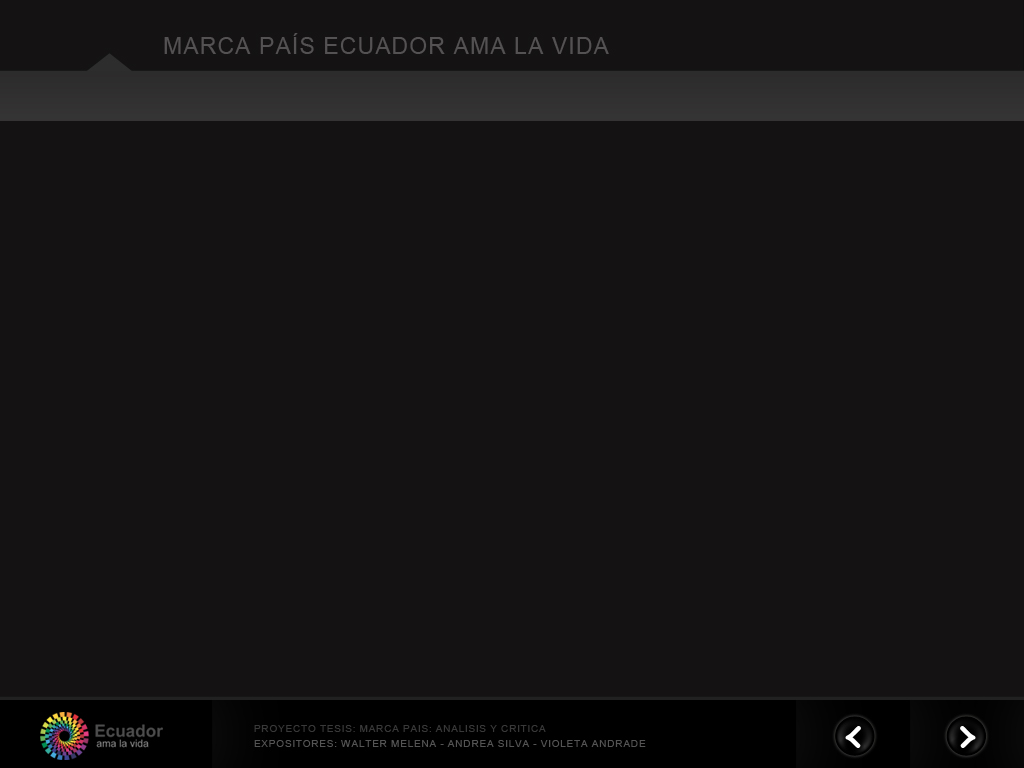 MARCA PAÍS ECUADOR AMA LA VIDA
Ecuador
ama la vida
PROYECTO TESIS: MARCA PAIS: ANALISIS Y CRITICA
EXPOSITORES: WALTER MELENA - ANDREA SILVA - VIOLETA ANDRADE